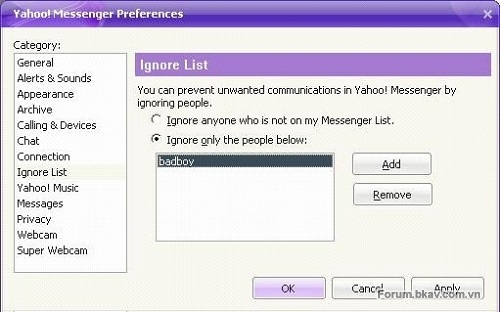 Yahoo! Messenger Preferences
Category:
General
Alerts & Sounds
Appearance
Archive
Calling & Devices
Chat
Connection
Ignore List
Yahoo! Music
Messages
Privacy
Webcam
Super Webcam
Ignore List
You can prevent unwanted communications in Yahoo! Messenger by
ignoring people.
Ignore anyone who is not on my Messenger List.
Ignore only the people below:
badboy
Add
Remove
OK
Cancel
Apply
Forum.bkav.com.vn